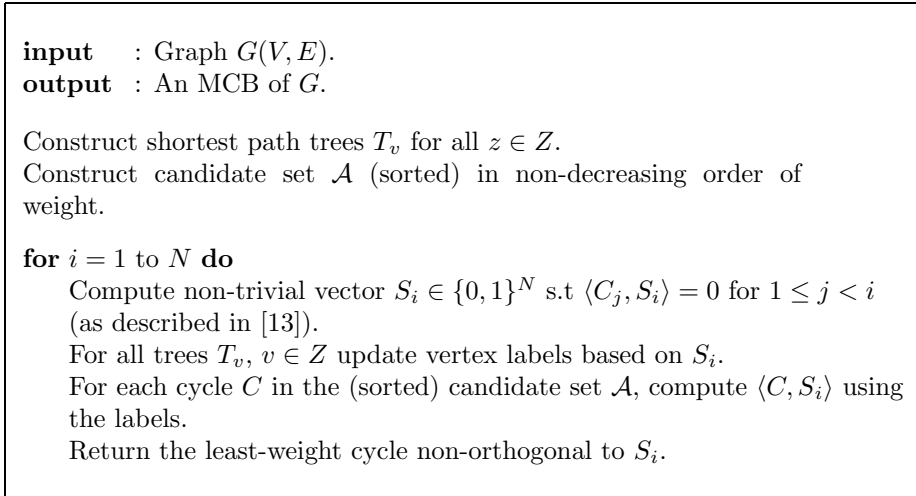 input : Graph G(V, E).
output : An MCB of G.
Construct shortest path trees T_v for all z ∈ Z.
Construct candidate set 𝒜 (sorted) in non-decreasing order of
weight.
for i = 1 to N do
Compute non-trivial vector S_i ∈ {0, 1}^N s.t ⟨C_j, S_i⟩ = 0 for 1 ≤ j < i
(as described in [13]).
For all trees T_v, v ∈ Z update vertex labels based on S_i.
For each cycle C in the (sorted) candidate set 𝒜, compute ⟨C, S_i⟩ using
the labels.
Return the least-weight cycle non-orthogonal to S_i.